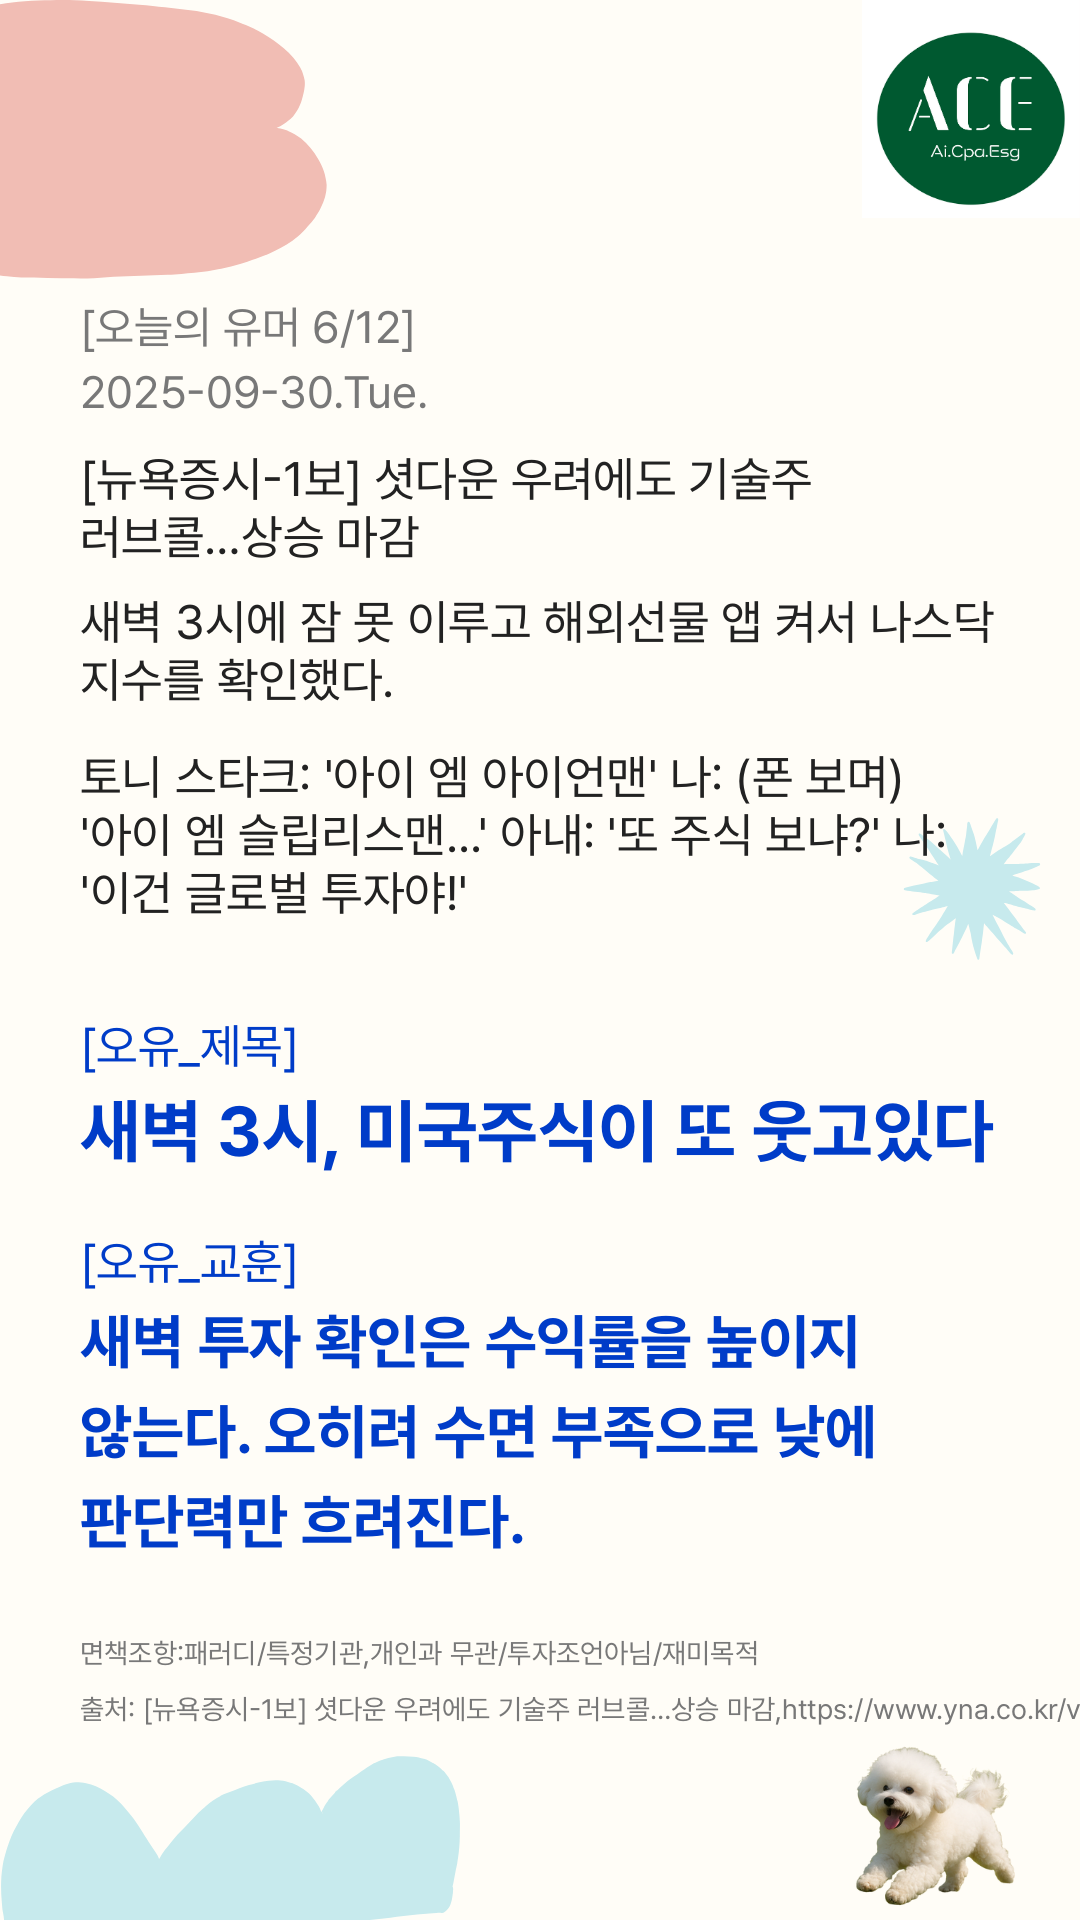 ACE
Ai.Cpa.Esg
[오늘의 유머 6/12]
2025-09-30.Tue.
[뉴욕증시-1보] 셧다운 우려에도 기술주
러브콜…상승 마감
새벽 3시에 잠 못 이루고 해외선물 앱 켜서 나스닥
지수를 확인했다.
토니 스타크: '아이 엠 아이언맨' 나: (폰 보며)
'아이 엠 슬립리스맨...' 아내: '또 주식 보냐?' 나:
'이건 글로벌 투자야!'
[오유_제목]
새벽 3시, 미국주식이 또 웃고있다
[오유_교훈]
새벽 투자 확인은 수익률을 높이지
않는다. 오히려 수면 부족으로 낮에
판단력만 흐려진다.
면책조항:패러디/특정기관,개인과 무관/투자조언아님/재미목적
출처: [뉴욕증시-1보] 셧다운 우려에도 기술주 러브콜…상승 마감,https://www.yna.co.kr/v